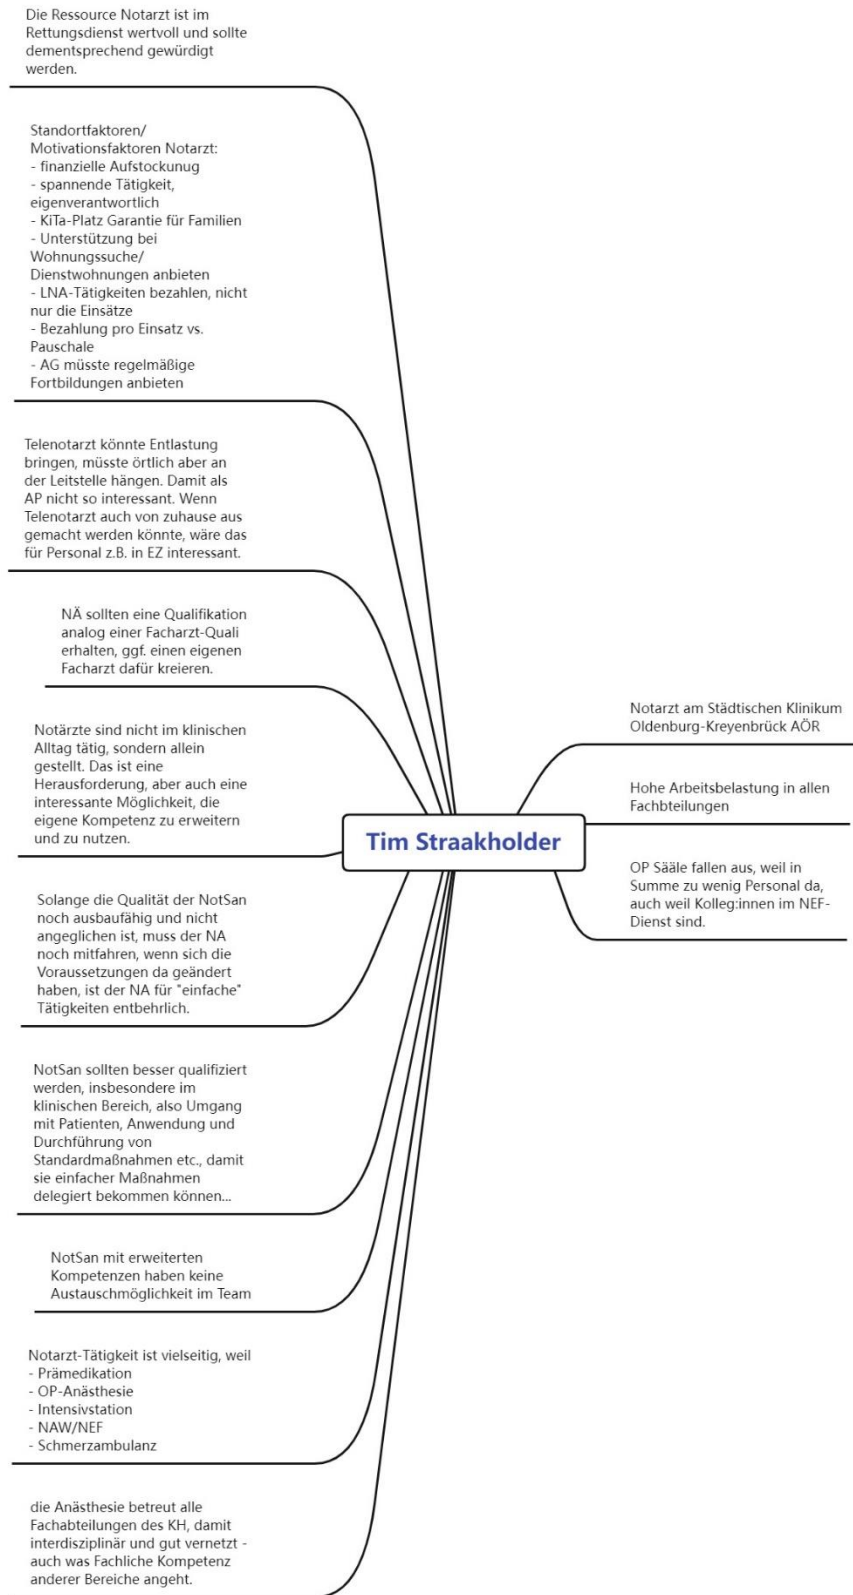 Die Ressource Notarzt ist im
Rettungsdienst wertvoll und sollte
dementsprechend gewürdigt
werden.
Standortfaktoren/
Motivationsfaktoren Notarzt:
- finanzielle Aufstockunug
- spannende Tätigkeit,
eigenverantwortlich
- KiTa-Platz Garantie für Familien
- Unterstützung bei
Wohnungssuche/
Dienstwohnungen anbieten
- LNA-Tätigkeiten bezahlen, nicht
nur die Einsätze
- Bezahlung pro Einsatz vs.
Pauschale
- AG müsste regelmäßige
Fortbildungen anbieten
Telenotarzt könnte Entlastung
bringen, müsste örtlich aber an
der Leitstelle hängen. Damit als
AP nicht so interessant. Wenn
Telenotarzt auch von zuhause aus
gemacht werden könnte, wäre das
für Personal z.B. in EZ interessant.
NÄ sollten eine Qualifikation
analog einer Facharzt-Quali
erhalten, ggf. einen eigenen
Facharzt dafür kreieren.
Notärzte sind nicht im klinischen
Alltag tätig, sondern allein
gestellt. Das ist eine
Herausforderung, aber auch eine
interessante Möglichkeit, die
eigene Kompetenz zu erweitern
und zu nutzen.
Solange die Qualität der NotSan
noch ausbaufähig und nicht
angeglichen ist, muss der NA
noch mitfahren, wenn sich die
Voraussetzungen da geändert
haben, ist der NA für "einfache"
Tätigkeiten entbehrlich.
NotSan sollten besser qualifiziert
werden, insbesondere im
klinischen Bereich, also Umgang
mit Patienten, Anwendung und
Durchführung von
Standardmaßnahmen etc., damit
sie einfacher Maßnahmen
delegiert bekommen können...
NotSan mit erweiterten
Kompetenzen haben keine
Austauschmöglichkeit im Team
Notarzt-Tätigkeit ist vielseitig, weil
- Prämedikation
- OP-Anästhesie
- Intensivstation
- NAW/NEF
- Schmerzambulanz
die Anästhesie betreut alle
Fachabteilungen des KH, damit
interdisziplinär und gut vernetzt -
auch was Fachliche Kompetenz
anderer Bereiche angeht.
Tim Straakholder
Notarzt am Städtischen Klinikum
Oldenburg-Kreyenbrück AÖR
Hohe Arbeitsbelastung in allen
Fachbteilungen
OP Sääle fallen aus, weil in
Summe zu wenig Personal da,
auch weil Kolleg:innen im NEF-
Dienst sind.